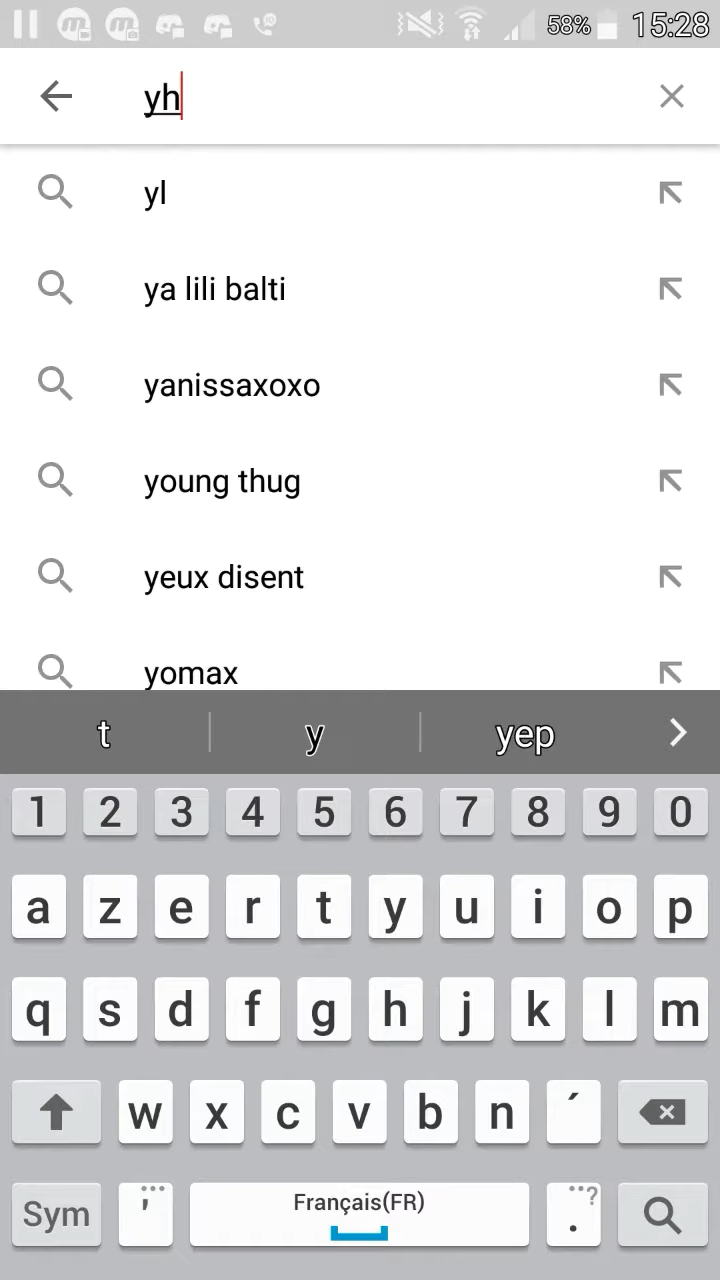 58% 15:28
yh
yl
ya lili balti
yanissaxoxo
young thug
yeux disent
yomax
t y yep
1 2 3 4 5 6 7 8 9 0
a z e r t y u i o p
q s d f g h j k l m
w x c v b n ´
Sym ' ... Français(FR) . ...?